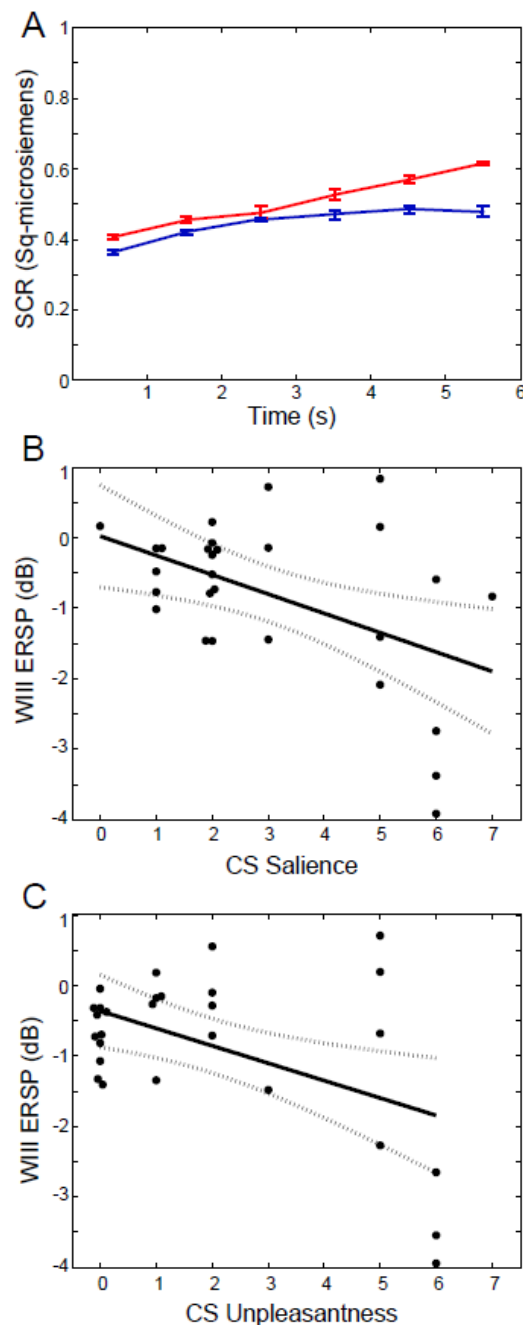 A
1
0.8
0.6
0.4
0.2
0
SCR (Sq-microsiemens)
1 2 3 4 5 6
Time (s)
B
1
0
-1
-2
-3
-4
WIII ERSP (dB)
0 1 2 3 4 5 6 7
CS Salience
C
1
0
-1
-2
-3
-4
WIII ERSP (dB)
0 1 2 3 4 5 6 7
CS Unpleasantness